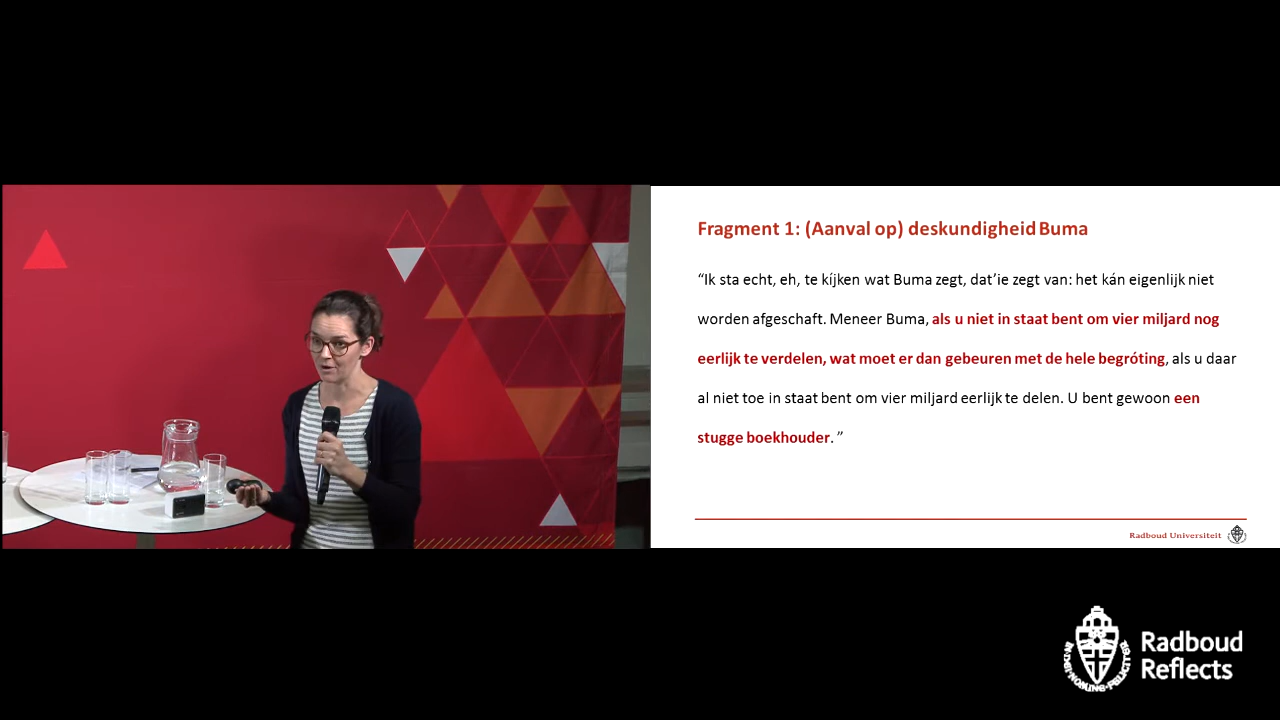 Fragment 1: (Aanval op) deskundigheid Buma
“Ik sta echt, eh, te kíjken wat Buma zegt, dat’ie zegt van: het kán eigenlijk niet
worden afgeschaft. Meneer Buma, als u niet in staat bent om vier miljard nog
eerlijk te verdelen, wat moet er dan gebeuren met de hele begróting, als u daar
al niet toe in staat bent om vier miljard eerlijk te delen. U bent gewoon een
stugge boekhouder. ”
Radboud Universiteit
Radboud
Reflects